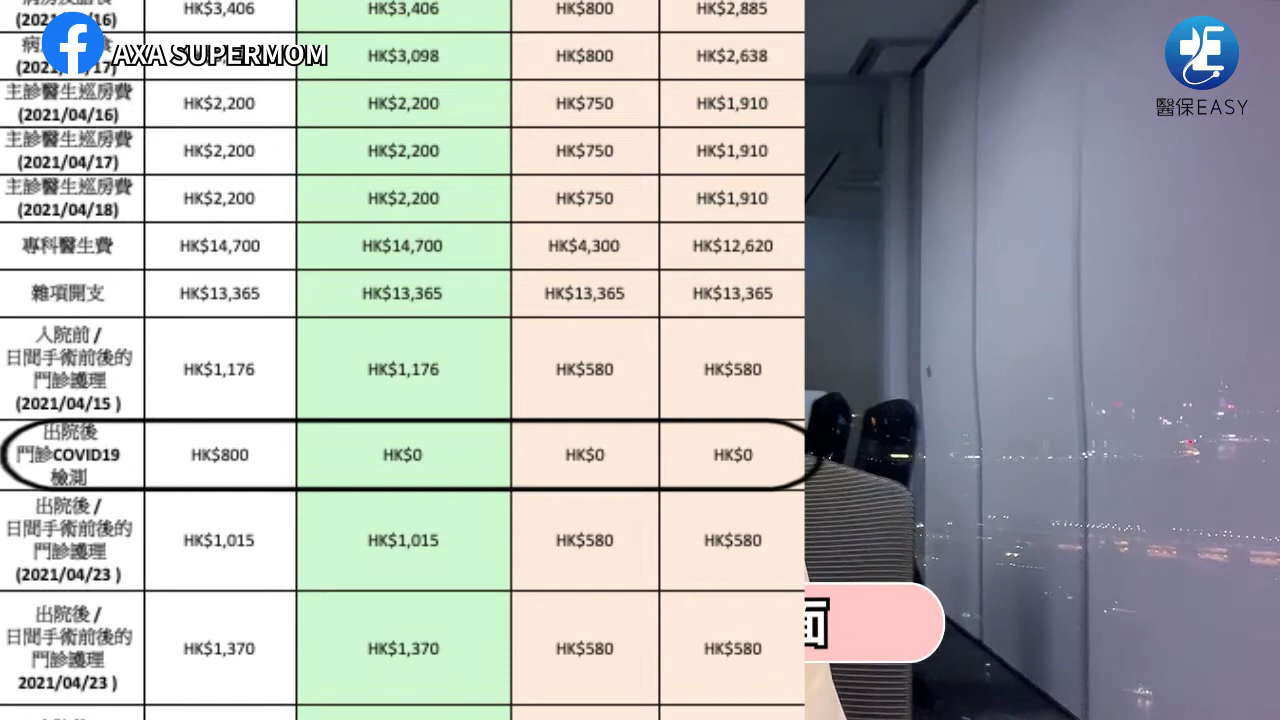 HK$3,406 HK$3,406 HK$800 HK$2,885
AXA SUPERMOM
HK$3,098 HK$800 HK$2,638
主診醫生巡房費
(2021/04/16)
HK$2,200 HK$2,200 HK$750 HK$1,910
主診醫生巡房費
(2021/04/17)
HK$2,200 HK$2,200 HK$750 HK$1,910
主診醫生巡房費
(2021/04/18)
HK$2,200 HK$2,200 HK$750 HK$1,910
專科醫生費 HK$14,700 HK$14,700 HK$4,300 HK$12,620
雜項開支 HK$13,365 HK$13,365 HK$13,365 HK$13,365
入院前 /
日間手術前後的
門診護理
(2021/04/15 )
HK$1,176 HK$1,176 HK$580 HK$580
出院後
門診COVID19
檢測
HK$800 HK$0 HK$0 HK$0
出院後 /
日間手術前後的
門診護理
(2021/04/23 )
HK$1,015 HK$1,015 HK$580 HK$580
出院後 /
日間手術前後的
門診護理
2021/04/23 )
HK$1,370 HK$1,370 HK$580 HK$580
醫保EASY
面